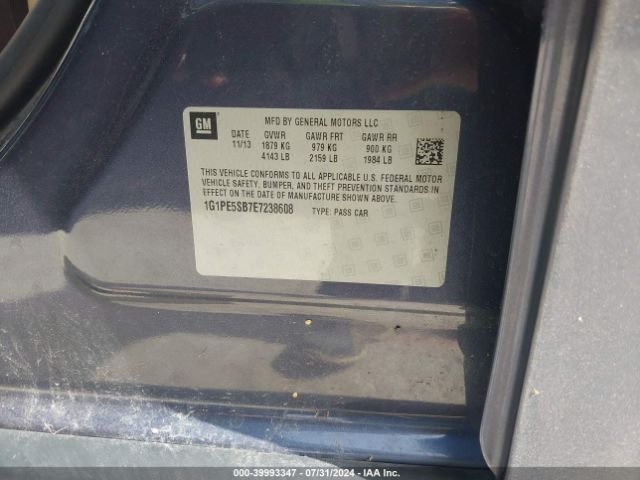 GM
MFD BY GENERAL MOTORS LLC
DATE GVWR GAWR FRT GAWR RR
11/13 1879 KG 979 KG 900 KG
4143 LB 2159 LB 1984 LB
THIS VEHICLE CONFORMS TO ALL APPLICABLE U.S. FEDERAL MOTOR
VEHICLE SAFETY, BUMPER, AND THEFT PREVENTION STANDARDS IN
EFFECT ON THE DATE OF MANUFACTURE SHOWN ABOVE.
1G1PE5SB7E7238608 TYPE: PASS CAR
000-39993347 - 07/31/2024 - IAA Inc.